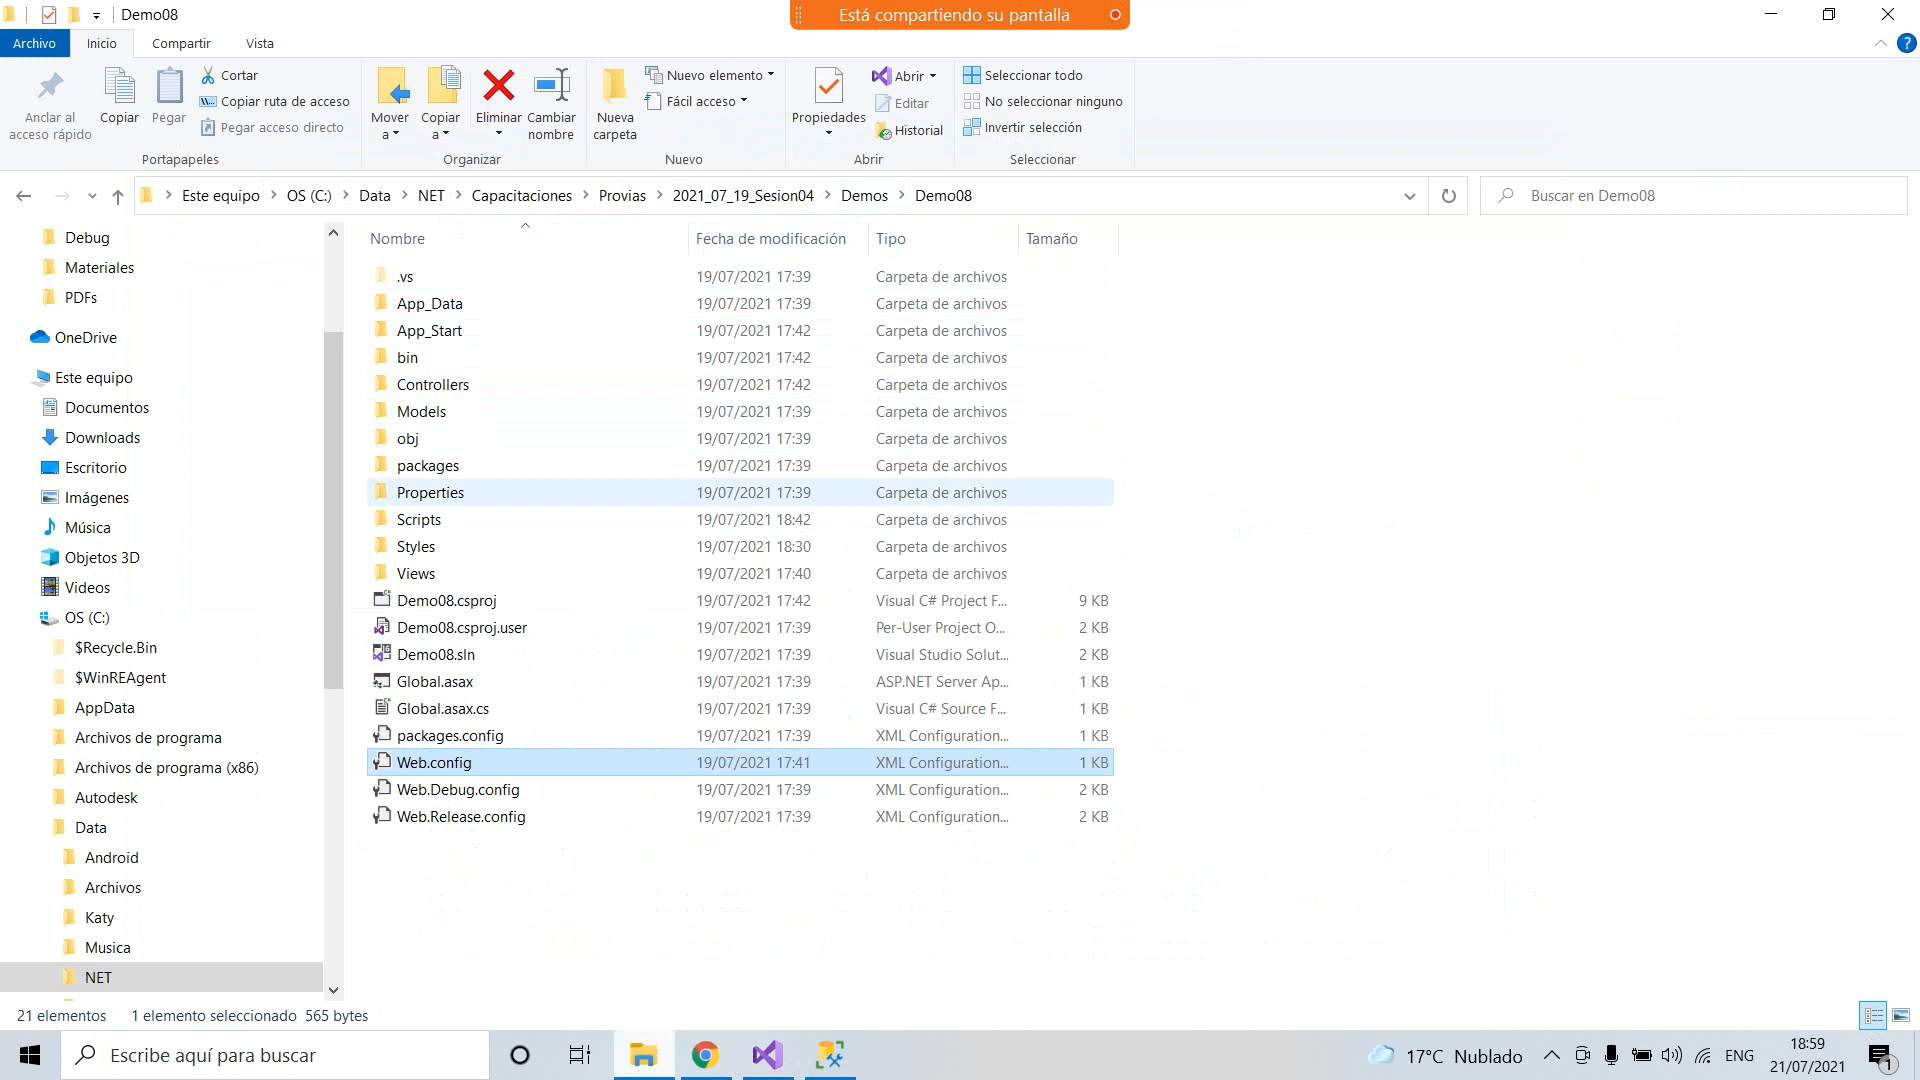 Demo08
Está compartiendo su pantalla
Archivo Inicio Compartir Vista
Anclar al acceso rápido
Copiar
Pegar
Cortar
Copiar ruta de acceso
Pegar acceso directo
Portapapeles
Mover a
Copiar a
Eliminar
Cambiar nombre
Organizar
Nueva carpeta
Nuevo elemento
Fácil acceso
Nuevo
Propiedades
Abrir
Editar
Historial
Abrir
Seleccionar todo
No seleccionar ninguno
Invertir selección
Seleccionar
Este equipo OS (C:) Data NET Capacitaciones Provias 2021_07_19_Sesion04 Demos Demo08
Buscar en Demo08
Debug
Materiales
PDFs
OneDrive
Este equipo
Documentos
Downloads
Escritorio
Imágenes
Música
Objetos 3D
Videos
OS (C:)
$Recycle.Bin
$WinREAgent
AppData
Archivos de programa
Archivos de programa (x86)
Autodesk
Data
Android
Archivos
Katy
Musica
NET
Nombre Fecha de modificación Tipo Tamaño
.vs 19/07/2021 17:39 Carpeta de archivos
App_Data 19/07/2021 17:39 Carpeta de archivos
App_Start 19/07/2021 17:42 Carpeta de archivos
bin 19/07/2021 17:42 Carpeta de archivos
Controllers 19/07/2021 17:42 Carpeta de archivos
Models 19/07/2021 17:39 Carpeta de archivos
obj 19/07/2021 17:39 Carpeta de archivos
packages 19/07/2021 17:39 Carpeta de archivos
Properties 19/07/2021 17:39 Carpeta de archivos
Scripts 19/07/2021 18:42 Carpeta de archivos
Styles 19/07/2021 18:30 Carpeta de archivos
Views 19/07/2021 17:40 Carpeta de archivos
Demo08.csproj 19/07/2021 17:42 Visual C# Project F... 9 KB
Demo08.csproj.user 19/07/2021 17:39 Per-User Project O... 2 KB
Demo08.sln 19/07/2021 17:39 Visual Studio Solut... 2 KB
Global.asax 19/07/2021 17:39 ASP.NET Server Ap... 1 KB
Global.asax.cs 19/07/2021 17:39 Visual C# Source F... 1 KB
packages.config 19/07/2021 17:39 XML Configuration... 1 KB
Web.config 19/07/2021 17:41 XML Configuration... 1 KB
Web.Debug.config 19/07/2021 17:39 XML Configuration... 2 KB
Web.Release.config 19/07/2021 17:39 XML Configuration... 2 KB
21 elementos 1 elemento seleccionado 565 bytes
Escribe aquí para buscar
17°C Nublado
ENG
18:59
21/07/2021
1